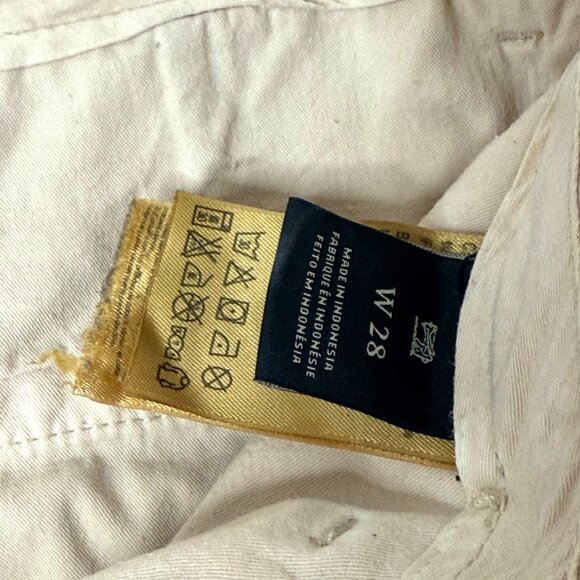 W 28
MADE IN INDONESIA
FABRIQUÉ EN INDONÉSIE
FEITO EM INDONÉSIA